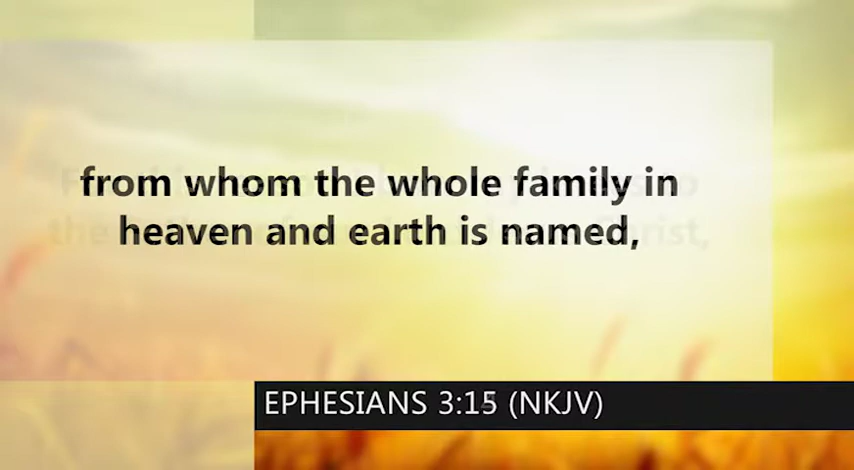 from whom the whole family in
heaven and earth is named,
EPHESIANS 3:15 (NKJV)